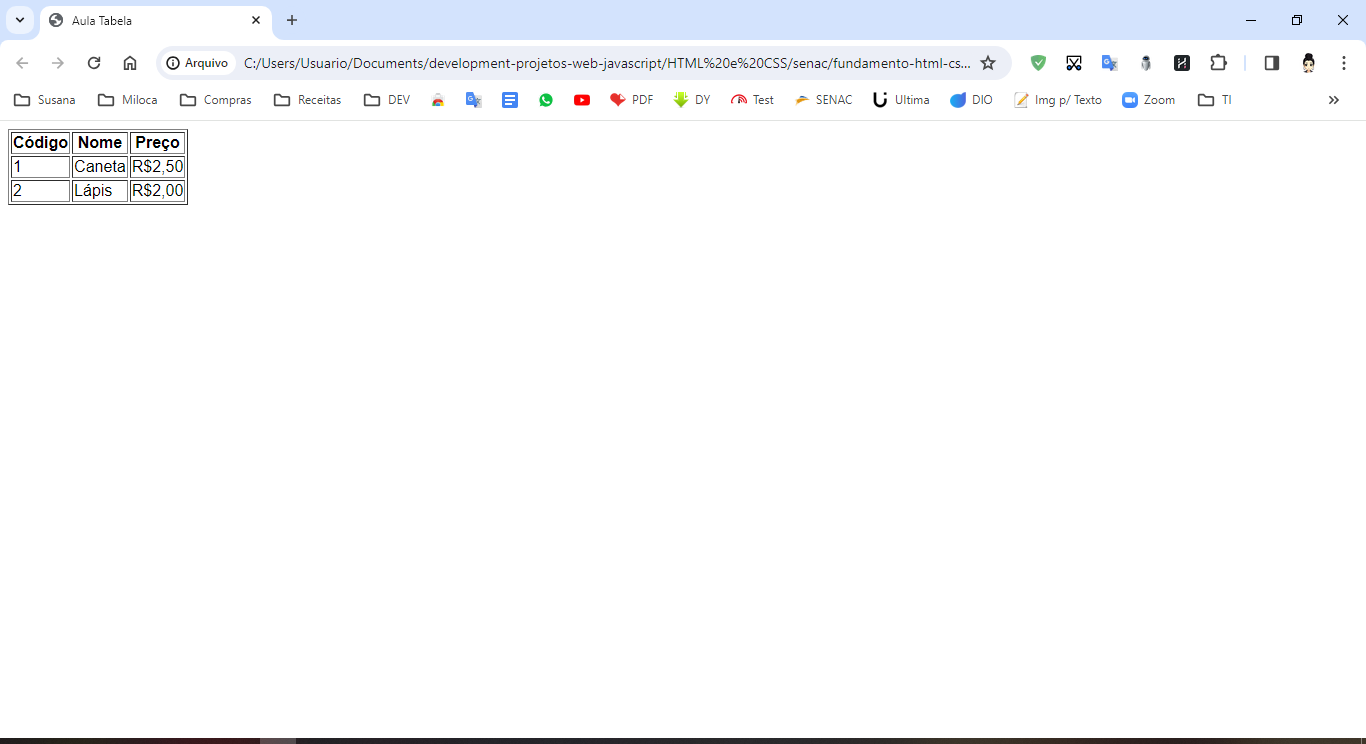 Aula Tabela
Arquivo C:/Users/Usuario/Documents/development-projetos-web-javascript/HTML%20e%20CSS/senac/fundamento-html-cs...
Susana Miloca Compras Receitas DEV PDF DY Test SENAC Ultima DIO Img p/ Texto Zoom TI
Código Nome Preço
1 Caneta R$2,50
2 Lápis R$2,00